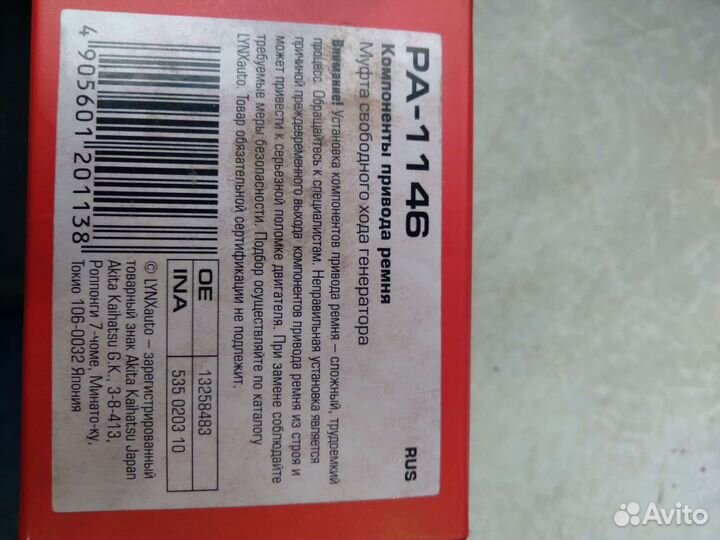 PA-1146
Компоненты привода ремня
Муфта свободного хода генератора
RUS
Внимание! Установка компонентов привода ремня – сложный, трудоемкий
процесс. Обращайтесь к специалистам. Неправильная установка является
причиной преждевременного выхода компонентов привода ремня из строя и
может привести к серьезной поломке двигателя. При замене соблюдайте
требуемые меры безопасности. Подбор осуществляйте по каталогу
LYNXauto. Товар обязательной сертификации не подлежит.
OE 13258483
INA 535 0203 10
4 905601 201138
© LYNXauto – зарегистрированный
товарный знак Akita Kaihatsu Japan
Akita Kaihatsu G.K., 3-8-413,
Роппонги 7-чоме, Минато-ку,
Токио 106-0032 Япония
Avito